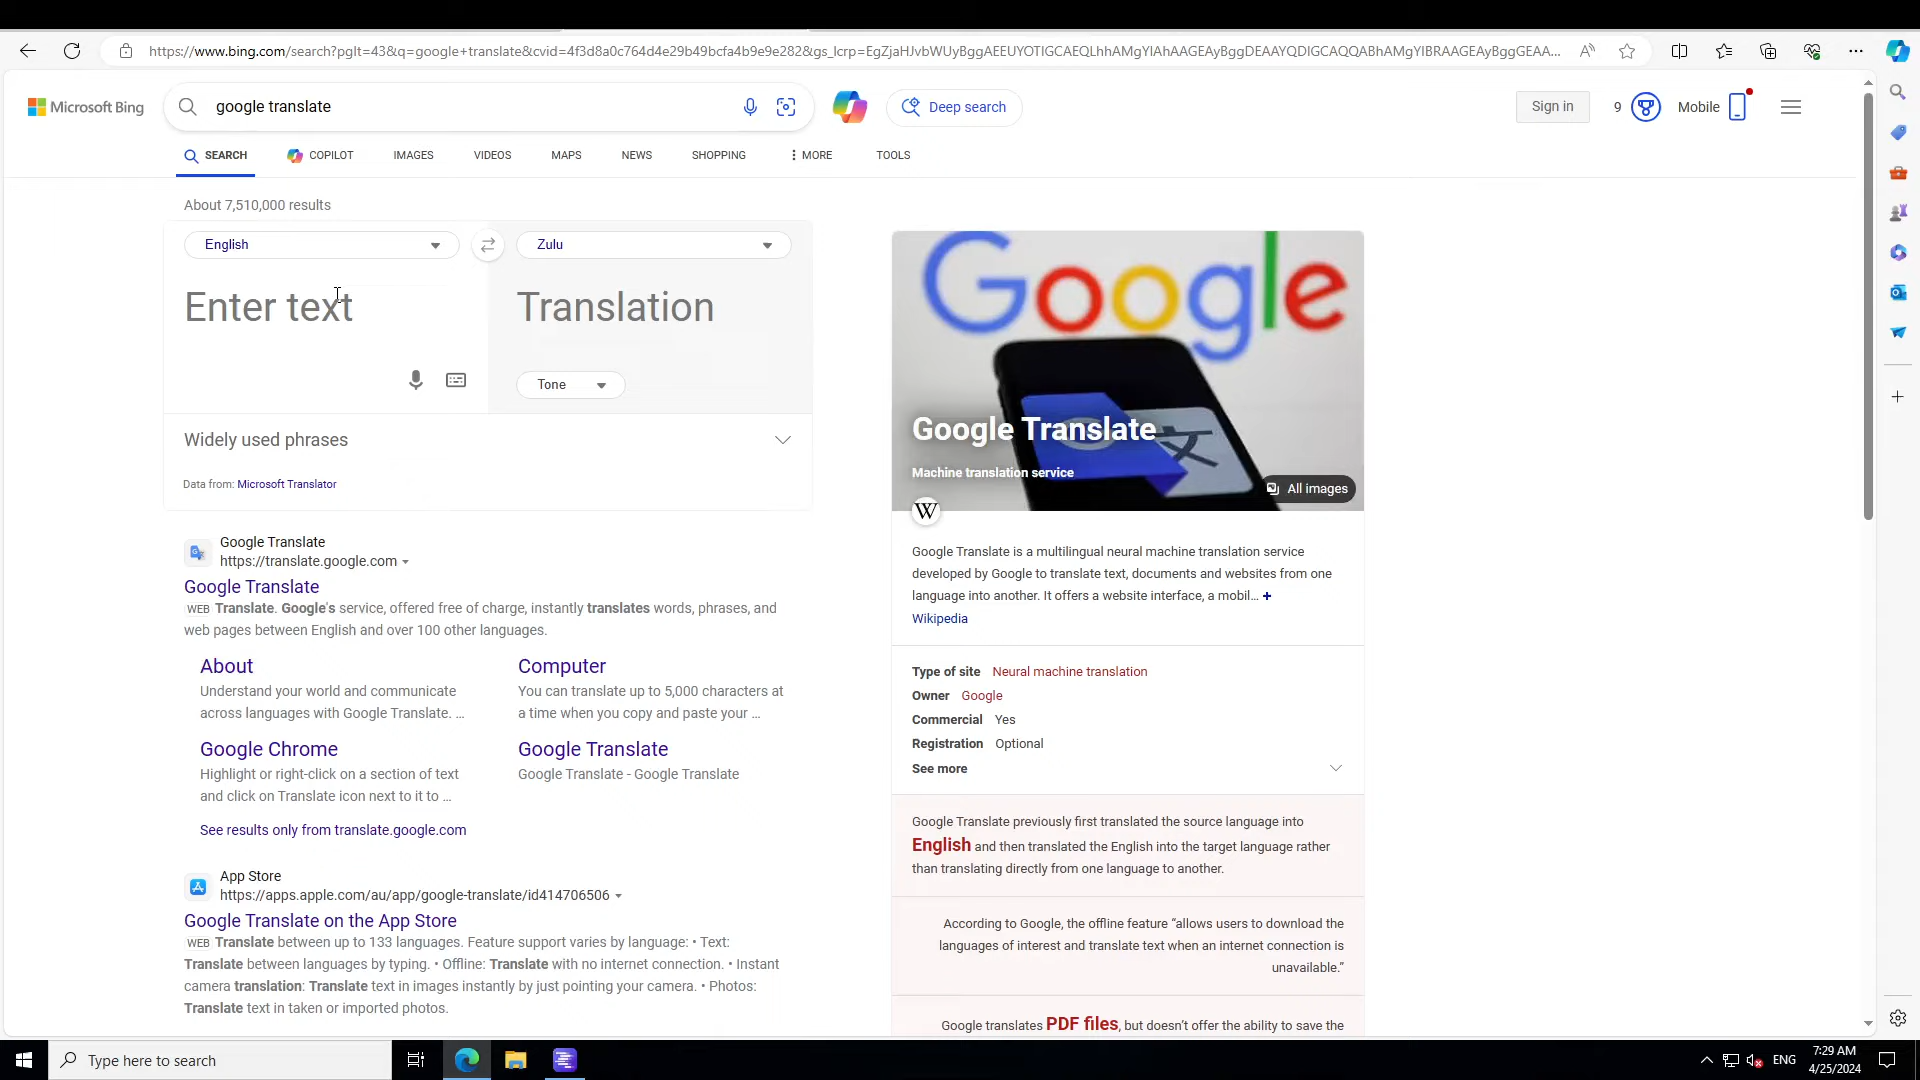 https://www.bing.com/search?pglt=43&q=google+translate&cvid=4f3d8a0c764d4e29b49bcfa4b9e9e282&gs_lcrp=EgZjaHJvbWUyBggAEEUYOTIGCAEQLhhAMgYIAhAAGEAyBggDEAAYQDIGCAQQABhAMgYIBRAAGEAyBggGEAA...
Microsoft Bing
google translate
Deep search
Sign in
9
Mobile
SEARCH
COPILOT
IMAGES
VIDEOS
MAPS
NEWS
SHOPPING
MORE
TOOLS
About 7,510,000 results
English
Zulu
Enter text
Translation
Tone
Widely used phrases
Data from: Microsoft Translator
Google Translate
https://translate.google.com
Google Translate
WEB Translate. Google's service, offered free of charge, instantly translates words, phrases, and
web pages between English and over 100 other languages.
About
Understand your world and communicate
across languages with Google Translate. ...
Computer
You can translate up to 5,000 characters at
a time when you copy and paste your ...
Google Chrome
Highlight or right-click on a section of text
and click on Translate icon next to it to ...
Google Translate
Google Translate - Google Translate
See results only from translate.google.com
App Store
https://apps.apple.com/au/app/google-translate/id414706506
Google Translate on the App Store
WEB Translate between up to 133 languages. Feature support varies by language: • Text:
Translate between languages by typing. • Offline: Translate with no internet connection. • Instant
camera translation: Translate text in images instantly by just pointing your camera. • Photos:
Translate text in taken or imported photos.
Google
文
Google Translate
Machine translation service
All images
W
Google Translate is a multilingual neural machine translation service
developed by Google to translate text, documents and websites from one
language into another. It offers a website interface, a mobil... +
Wikipedia
Type of site Neural machine translation
Owner Google
Commercial Yes
Registration Optional
See more
Google Translate previously first translated the source language into
English and then translated the English into the target language rather
than translating directly from one language to another.
According to Google, the offline feature “allows users to download the
languages of interest and translate text when an internet connection is
unavailable.”
Google translates PDF files, but doesn’t offer the ability to save the
Type here to search
ENG
7:29 AM
4/25/2024